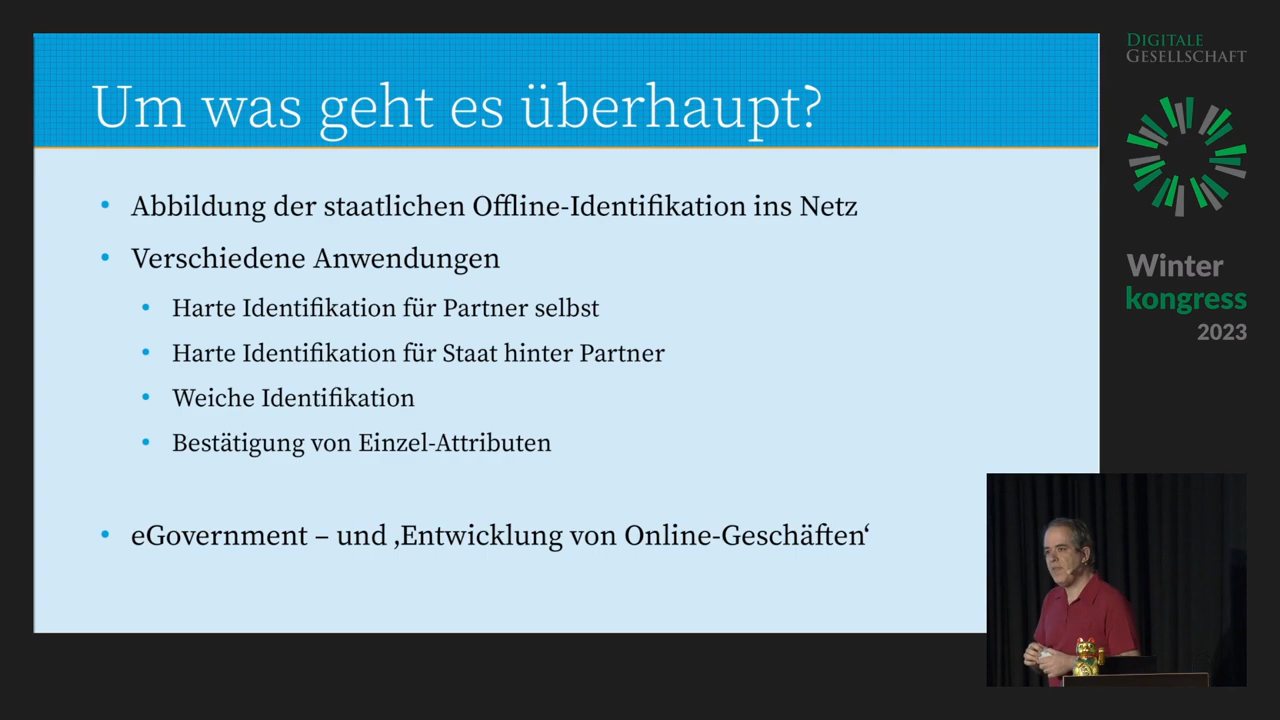 Um was geht es überhaupt?
Abbildung der staatlichen Offline-Identifikation ins Netz
Verschiedene Anwendungen
Harte Identifikation für Partner selbst
Harte Identifikation für Staat hinter Partner
Weiche Identifikation
Bestätigung von Einzel-Attributen
eGovernment – und ‚Entwicklung von Online-Geschäften‘
DIGITALE
GESELLSCHAFT
Winter
kongress
2023